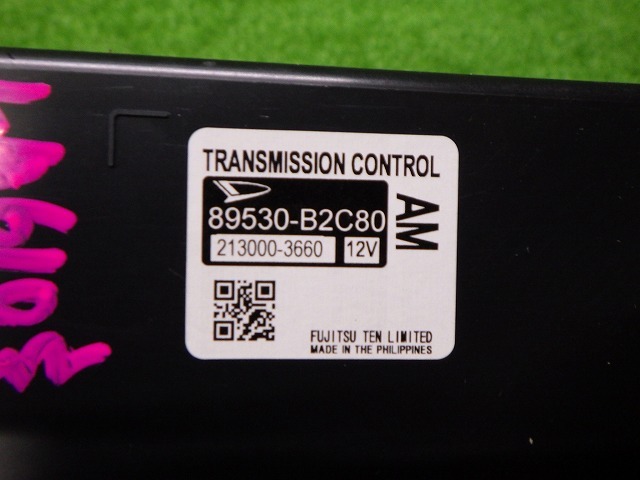 TRANSMISSION CONTROL
89530-B2C80
213000-3660 12V
AM
FUJITSU TEN LIMITED
MADE IN THE PHILIPPINES